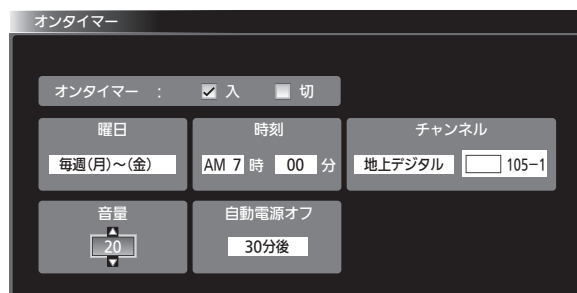 オンタイマー
オンタイマー : 入 切
曜日
毎週(月)~(金)
時刻
AM 7 時 00 分
チャンネル
地上デジタル 105-1
音量
20
自動電源オフ
30分後